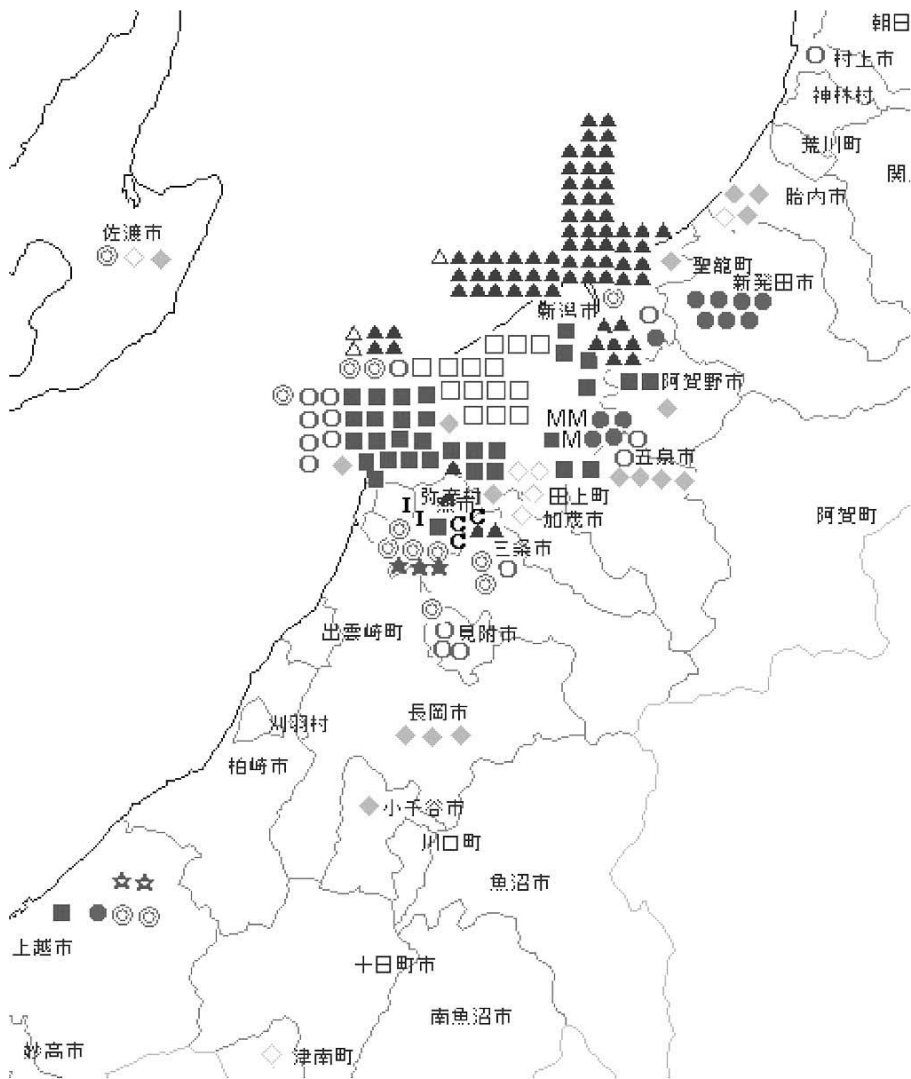 朝日
村上市
神林村
荒川町
関
胎内市
佐渡市
聖籠町
新発田市
新潟市
阿賀野市
MM
M
五泉市
弥彦村
田上町
I
I
C
C
C
加茂市
阿賀町
三条市
出雲崎町
見附市
長岡市
刈羽村
柏崎市
小千谷市
川口町
魚沼市
上越市
十日町市
南魚沼市
妙高市
津南町